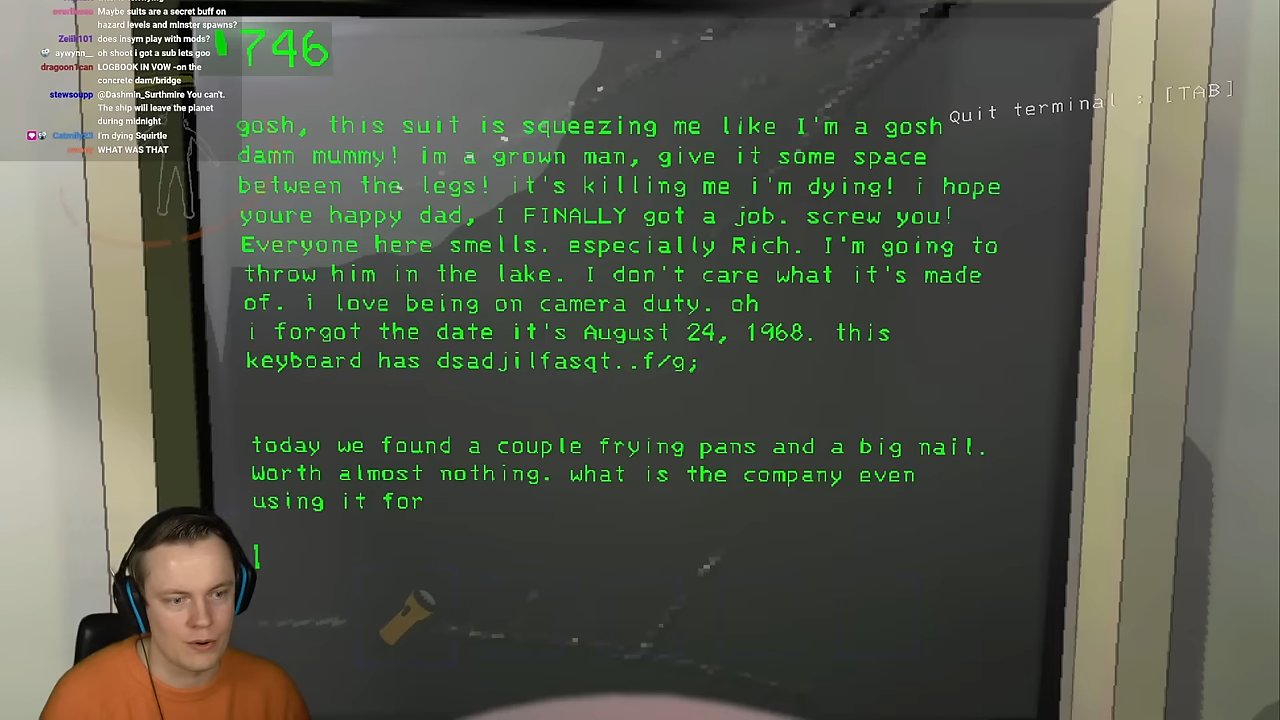 Maybe suits are a secret buff on
hazard levels and minster spawns?
does insym play with mods?
aywynn_ oh shoot i got a sub lets goo
dragoon1can LOGBOOK IN VOW -on the
concrete dam/bridge
stewsoupp @Dashmin_Surthmire You can't.
The ship will leave the planet
during midnight
I'm dying Squirtle
WHAT WAS THAT
746
Quit terminal : [TAB]
gosh, this suit is squeezing me like I'm a gosh
damn mummy! im a grown man, give it some space
between the legs! it's killing me i'm dying! i hope
youre happy dad, I FINALLY got a job. screw you!
Everyone here smells. especially Rich. I'm going to
throw him in the lake. I don't care what it's made
of. i love being on camera duty. oh
i forgot the date it's August 24, 1968. this
keyboard has dsadjilfasqt..f/g;
today we found a couple frying pans and a big nail.
Worth almost nothing. what is the company even
using it for